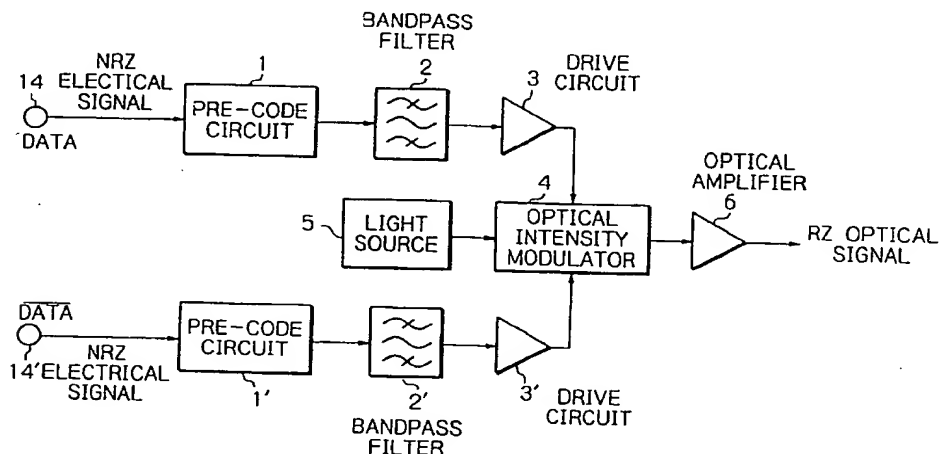 BANDPASS
FILTER
2
DRIVE
CIRCUIT
3
14
NRZ
ELECTICAL
SIGNAL
1
PRE-CODE
CIRCUIT
DATA
OPTICAL
AMPLIFIER
6
5
LIGHT
SOURCE
4
OPTICAL
INTENSITY
MODULATOR
RZ OPTICAL
SIGNAL
DATA
14'
NRZ
ELECTRICAL
SIGNAL
PRE-CODE
CIRCUIT
1'
2'
BANDPASS
FILTER
3'
DRIVE
CIRCUIT